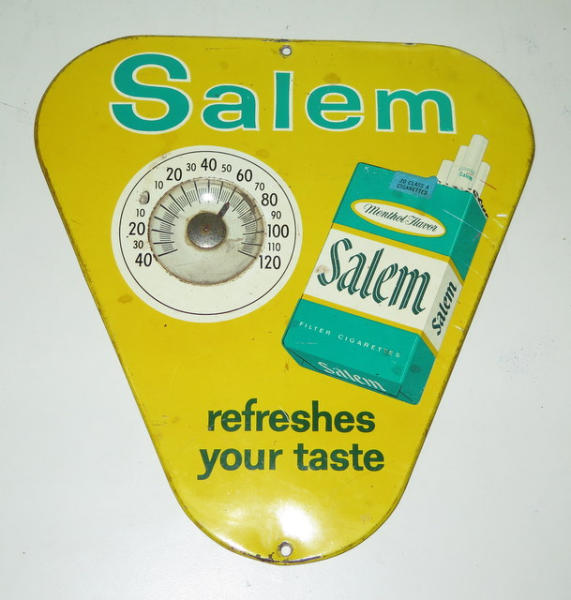 Salem
40 20 10 0 10 20 30 40 50 60 70 80 90 100 110 120
20 CLASS A
CIGARETTES
Salem
Menthol Flavor
Salem
Salem
FILTER CIGARETTES
Salem
refreshes
your taste